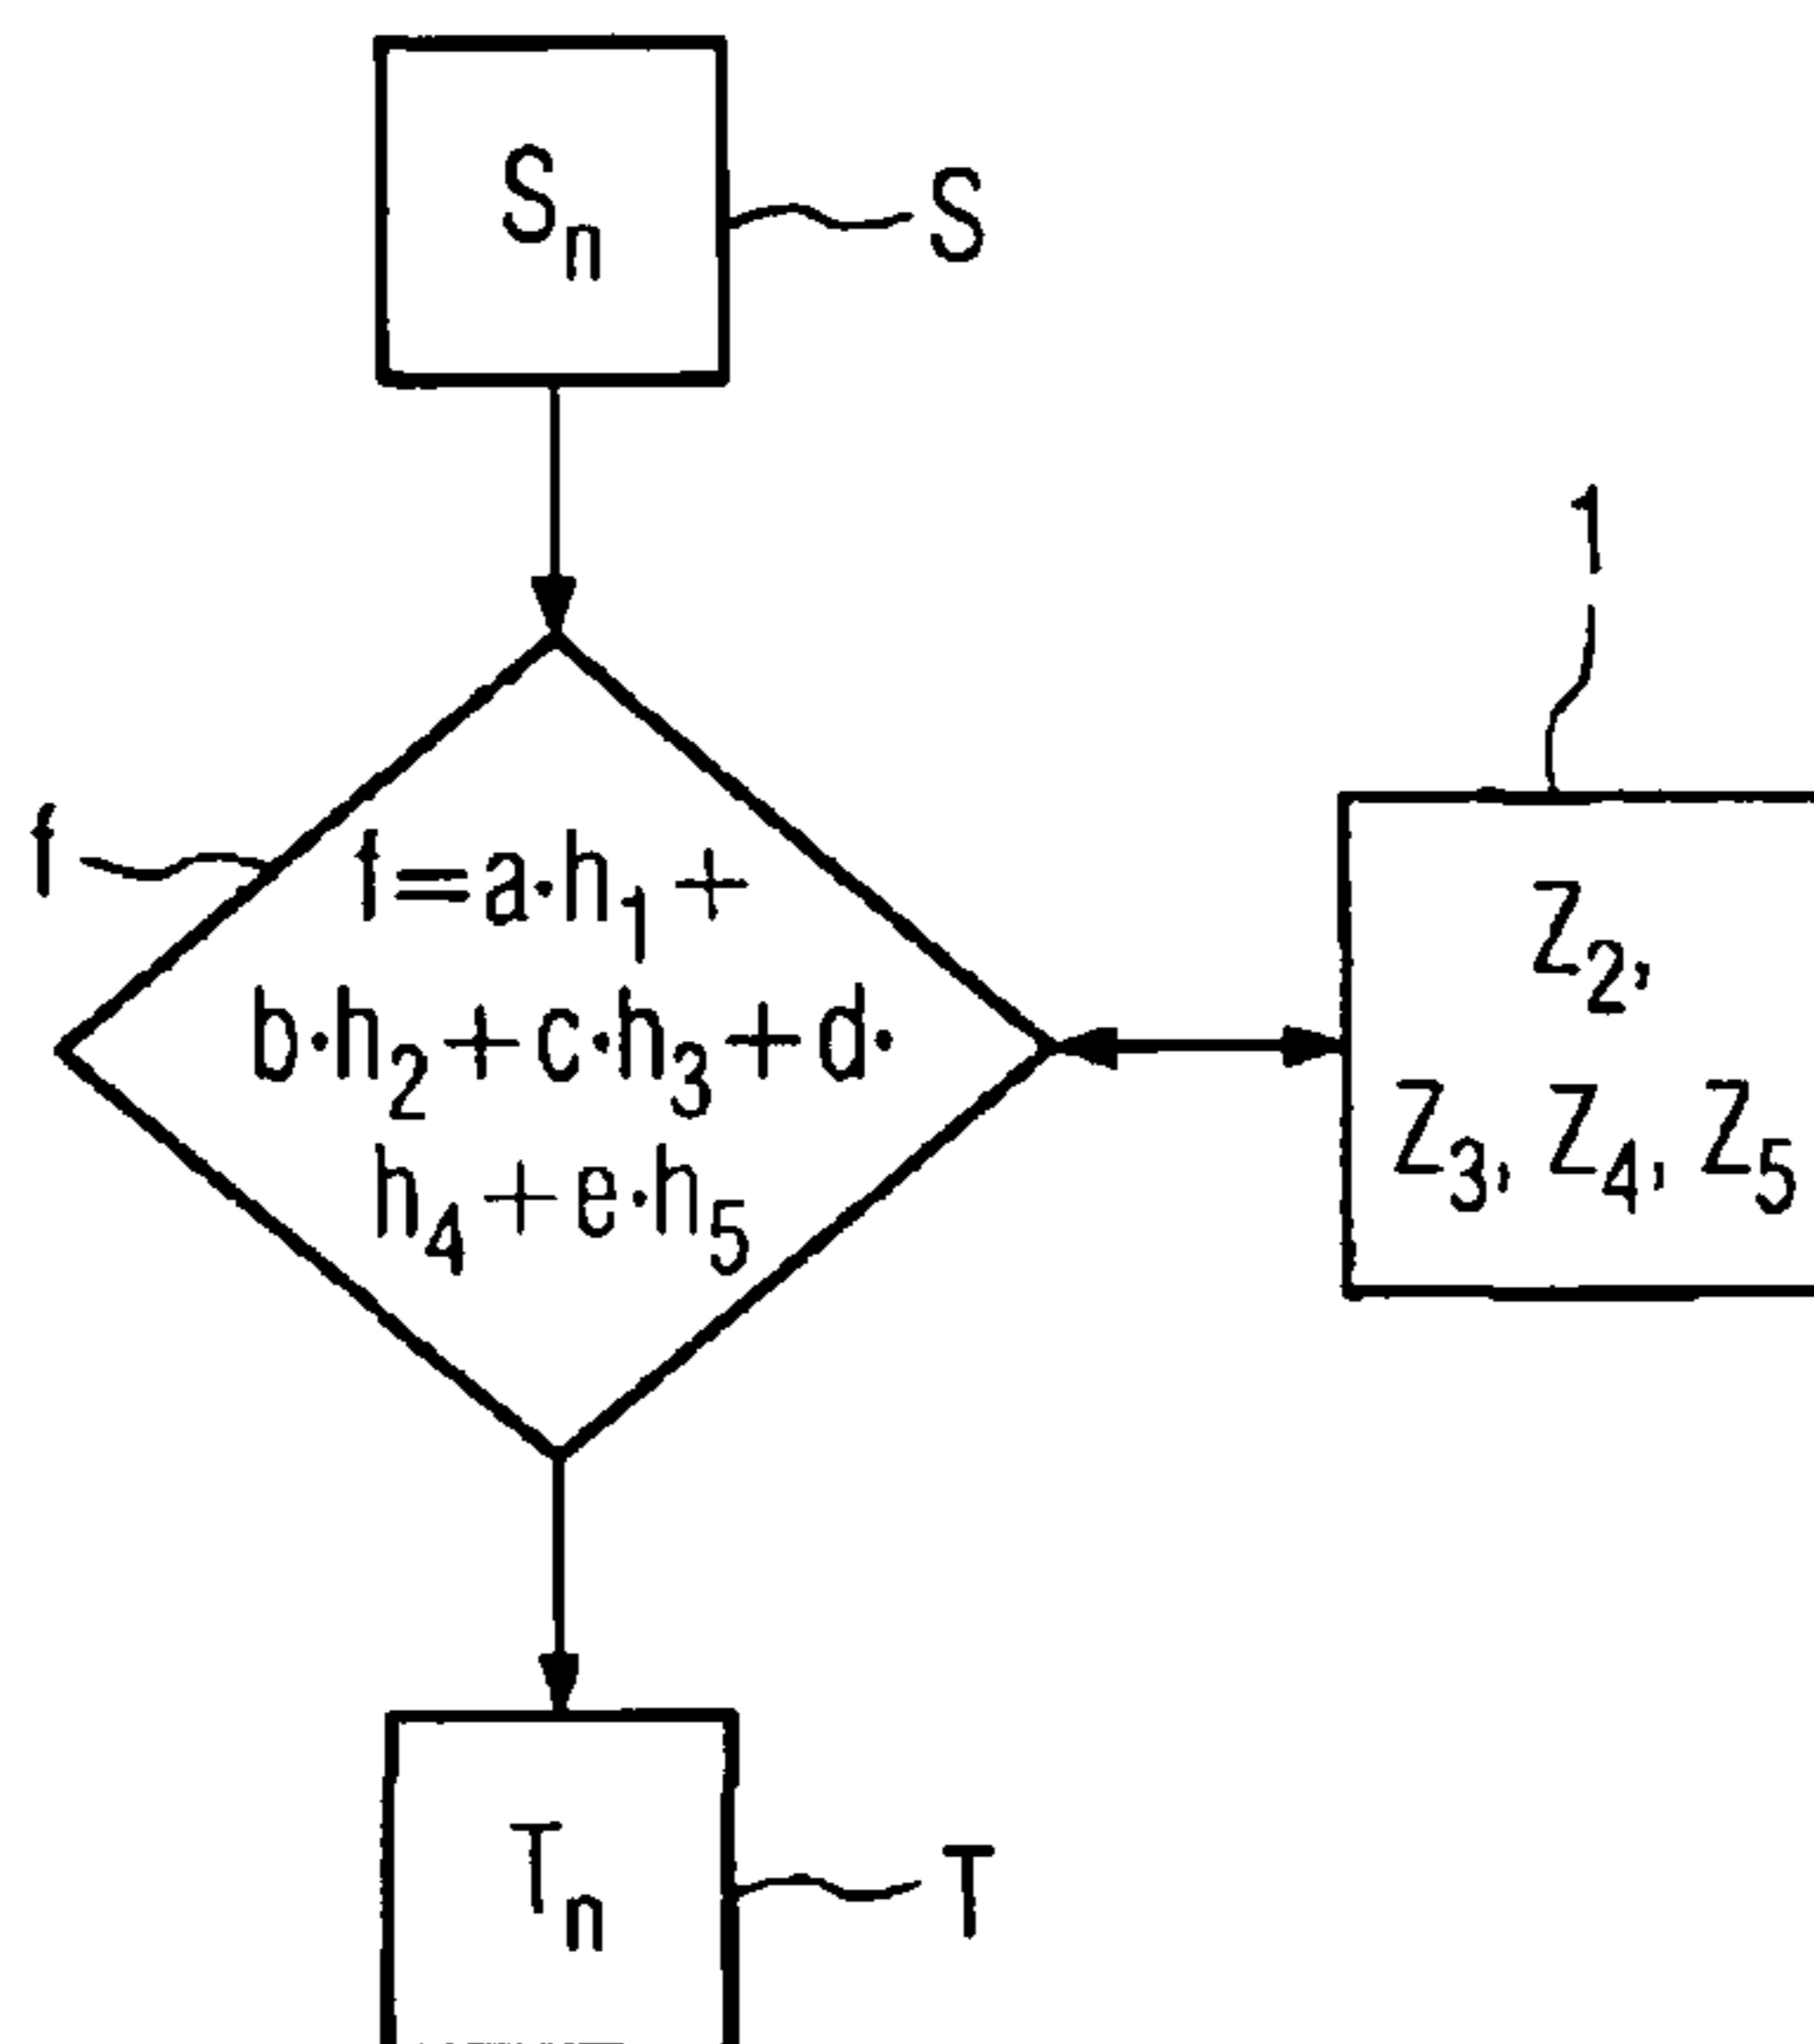 Sₙ
S
1
f
f=a·h₁+
b·h₂+c·h₃+d·
h₄+e·h₅
Z₂,
Z₃, Z₄, Z₅
Tₙ
T